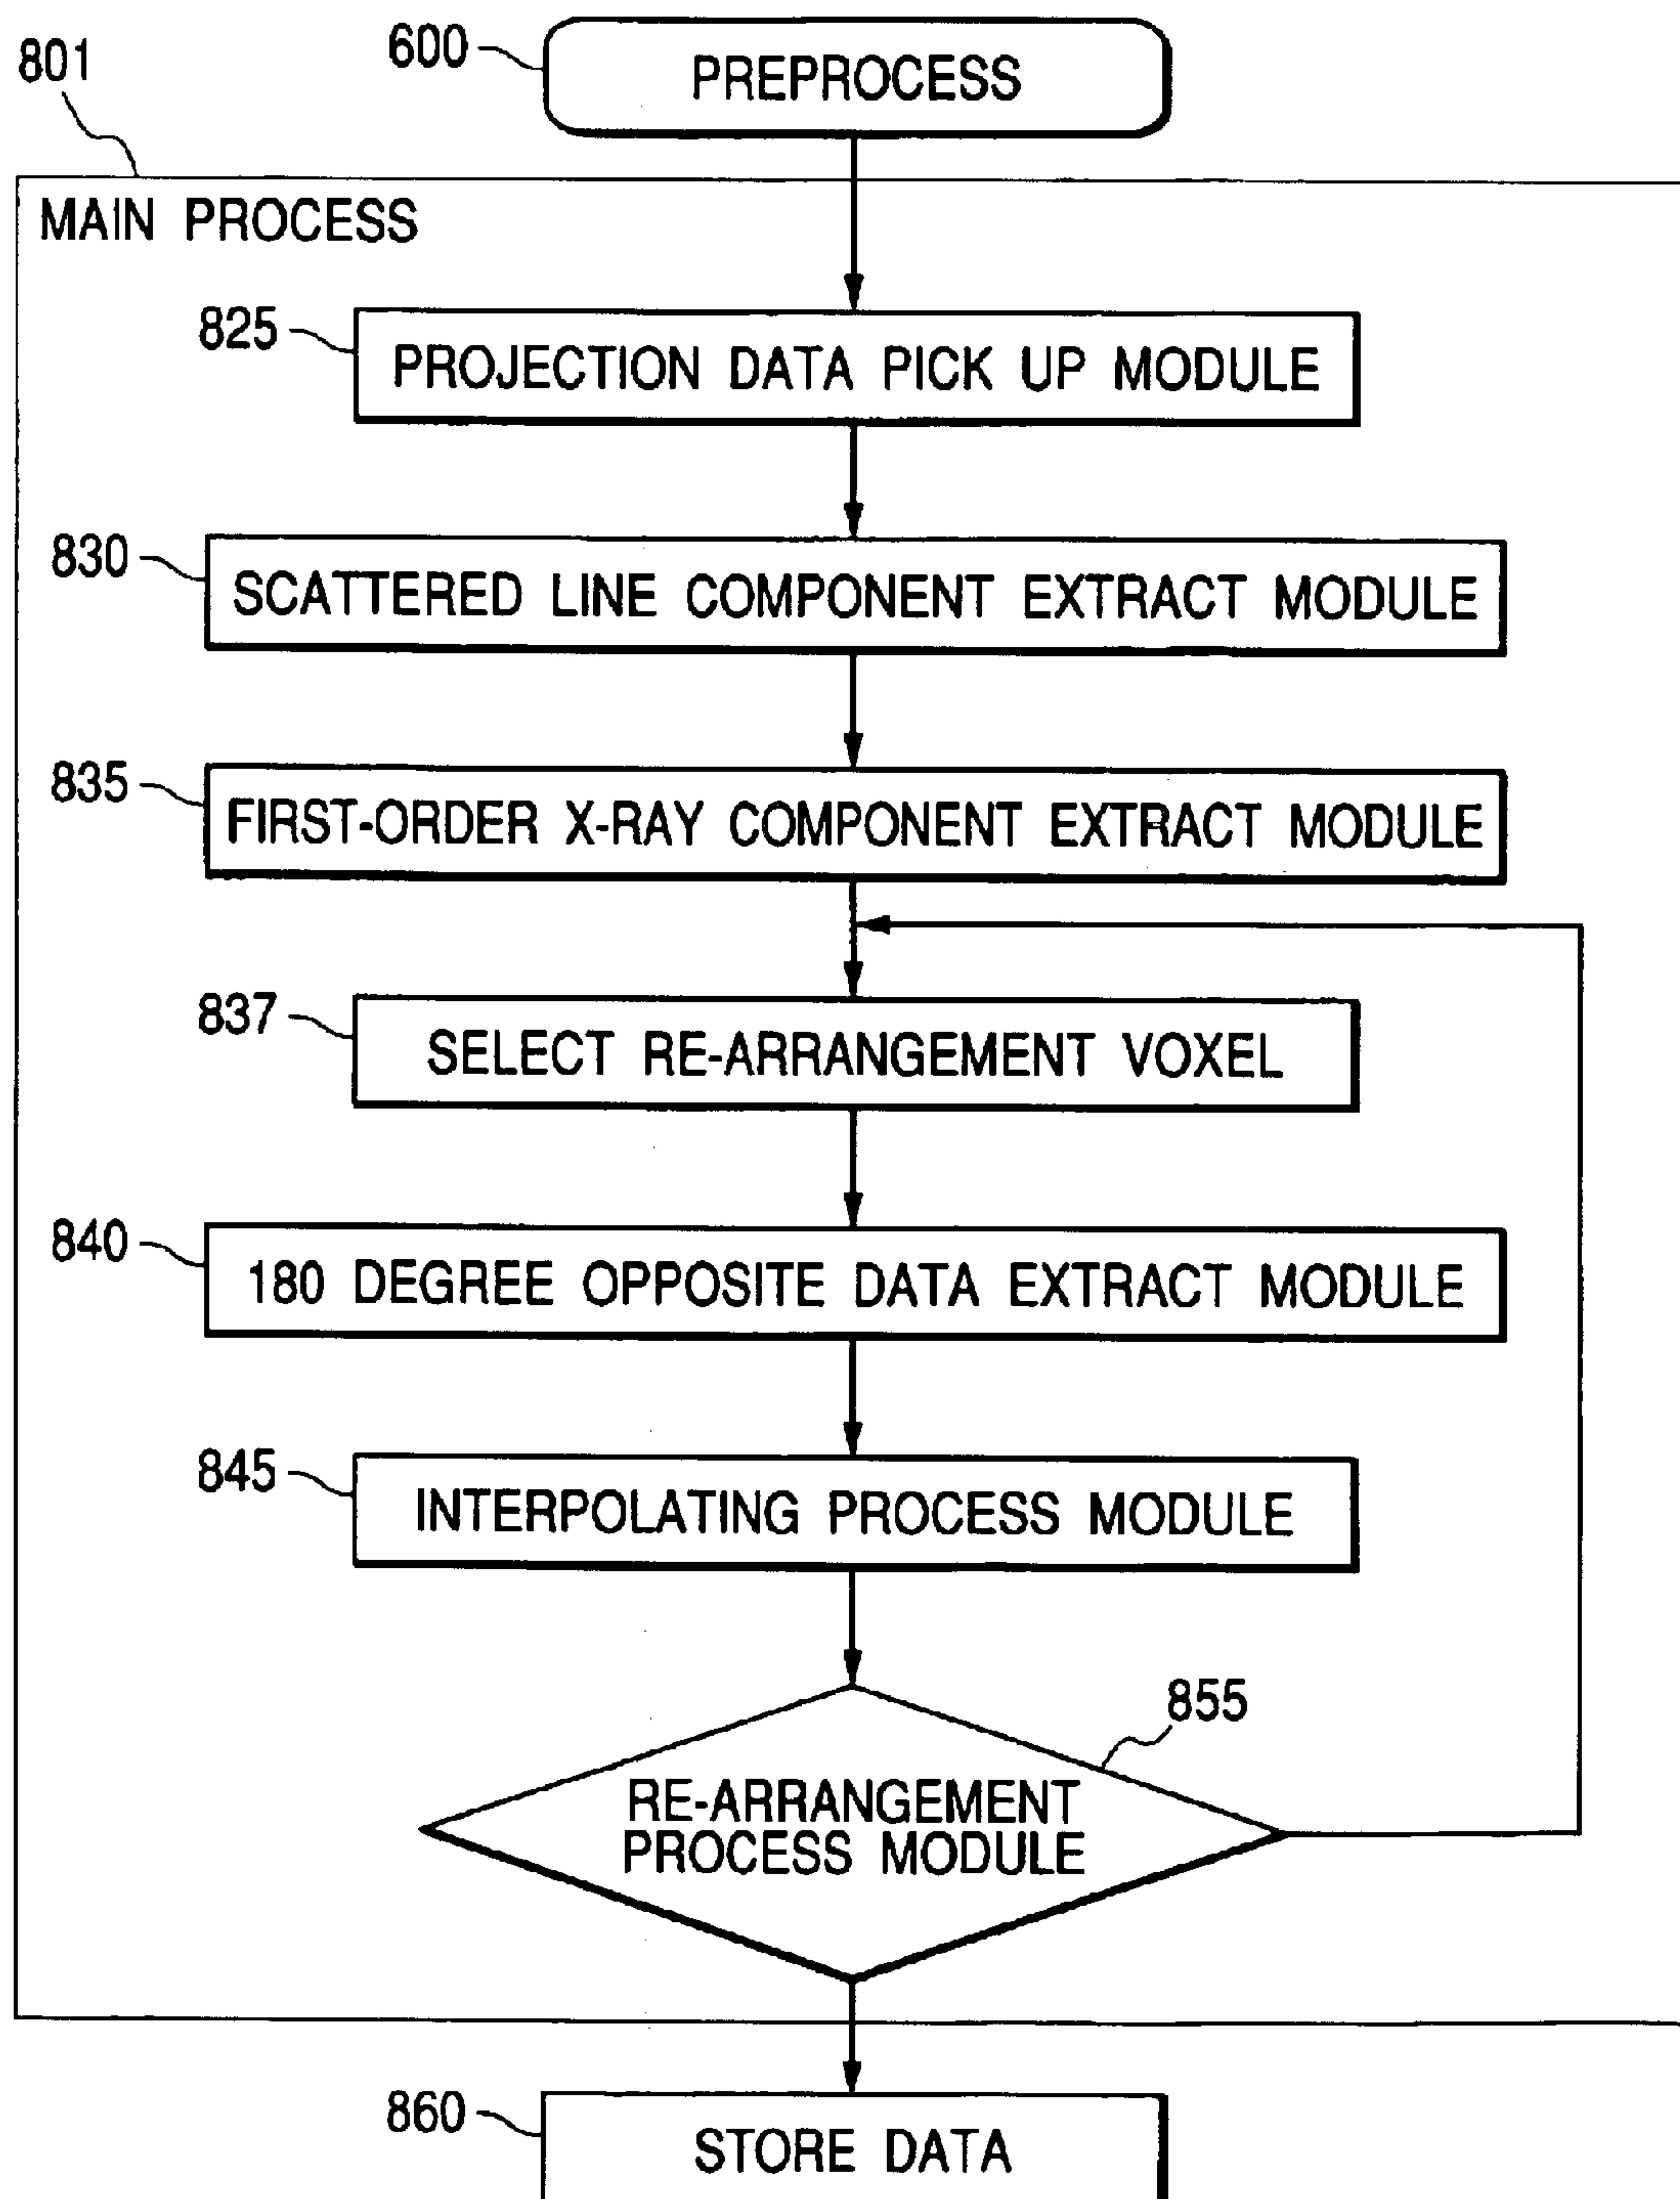 801
600
PREPROCESS
MAIN PROCESS
825
PROJECTION DATA PICK UP MODULE
830
SCATTERED LINE COMPONENT EXTRACT MODULE
835
FIRST-ORDER X-RAY COMPONENT EXTRACT MODULE
837
SELECT RE-ARRANGEMENT VOXEL
840
180 DEGREE OPPOSITE DATA EXTRACT MODULE
845
INTERPOLATING PROCESS MODULE
855
RE-ARRANGEMENT
PROCESS MODULE
860
STORE DATA